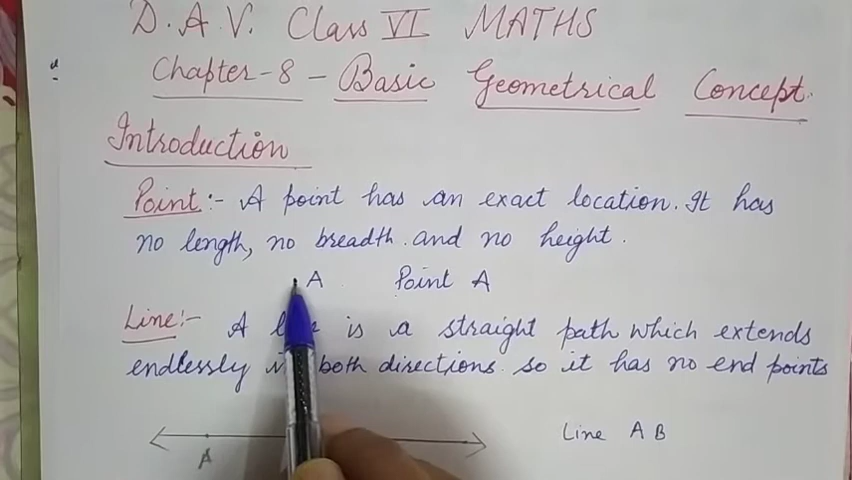 D. A. V. Class VI MATHS
Chapter-8 - Basic Geometrical Concept.
Introduction
Point:- A point has an exact location. It has
no length, no breadth. and no height.
A Point A
Line:- A is a straight path which extends
endlessly both directions. so it has no end points
A Line A B